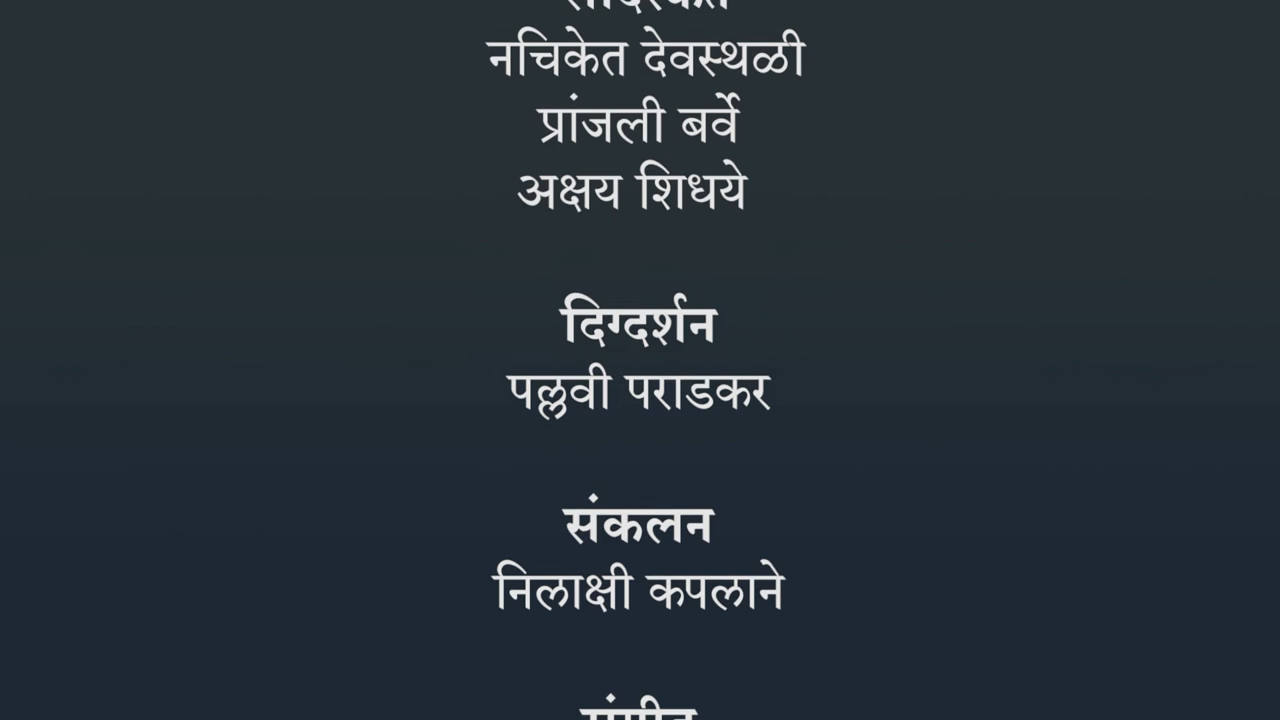 नचिकेत देवस्थळी
प्रांजली बर्वे
अक्षय शिधये
दिग्दर्शन
पल्लवी पराडकर
संकलन
निलाक्षी कपलाने
संगीत